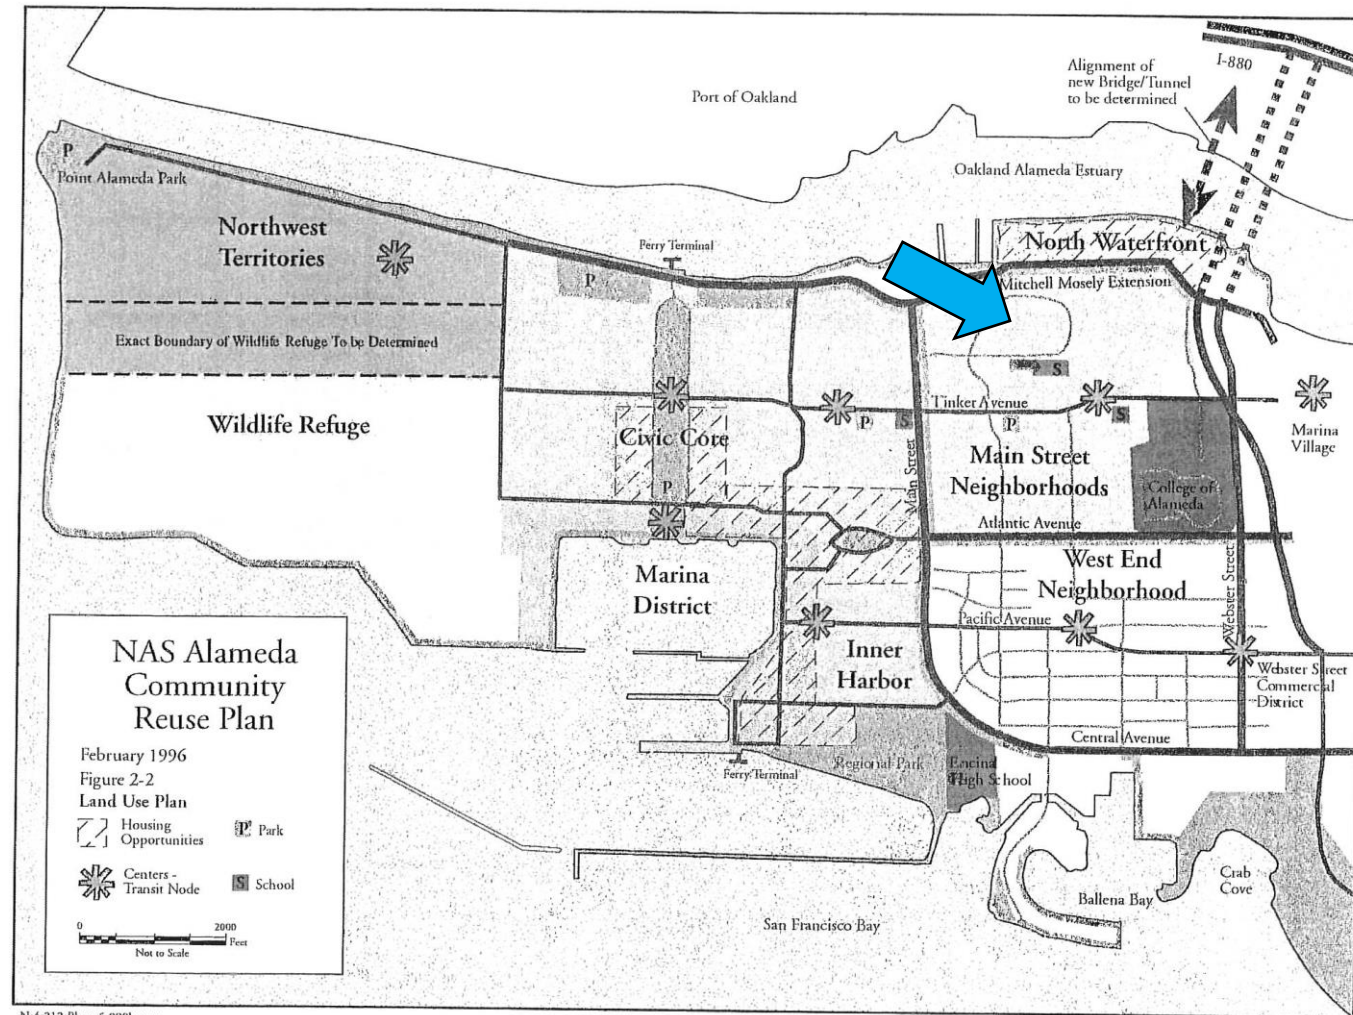 I-880
Alignment of
new Bridge/Tunnel
to be determined
Port of Oakland
Oakland Alameda Estuary
P
Point Alameda Park
Northwest
Territories
Ferry Terminal
P
North Waterfront
Mitchell Mosely Extension
Exact Boundary of Wildlife Refuge To be Determined
S
Tinker Avenue
Wildlife Refuge
Civic Core
P
S
P
S
Marina
Village
Main Street
Main Street
Neighborhoods
P
College of
Alameda
Atlantic Avenue
Marina
District
West End
Neighborhood
Webster Street
Pacific Avenue
Inner
Harbor
Webster Street
Commercial
District
Central Avenue
Ferry Terminal
Regional Park
Encinal
High School
Crab
Cove
Ballena Bay
San Francisco Bay
NAS Alameda
Community
Reuse Plan
February 1996
Figure 2-2
Land Use Plan
Housing
Opportunities
P Park
Centers -
Transit Node
S School
0 2000
Feet
Not to Scale